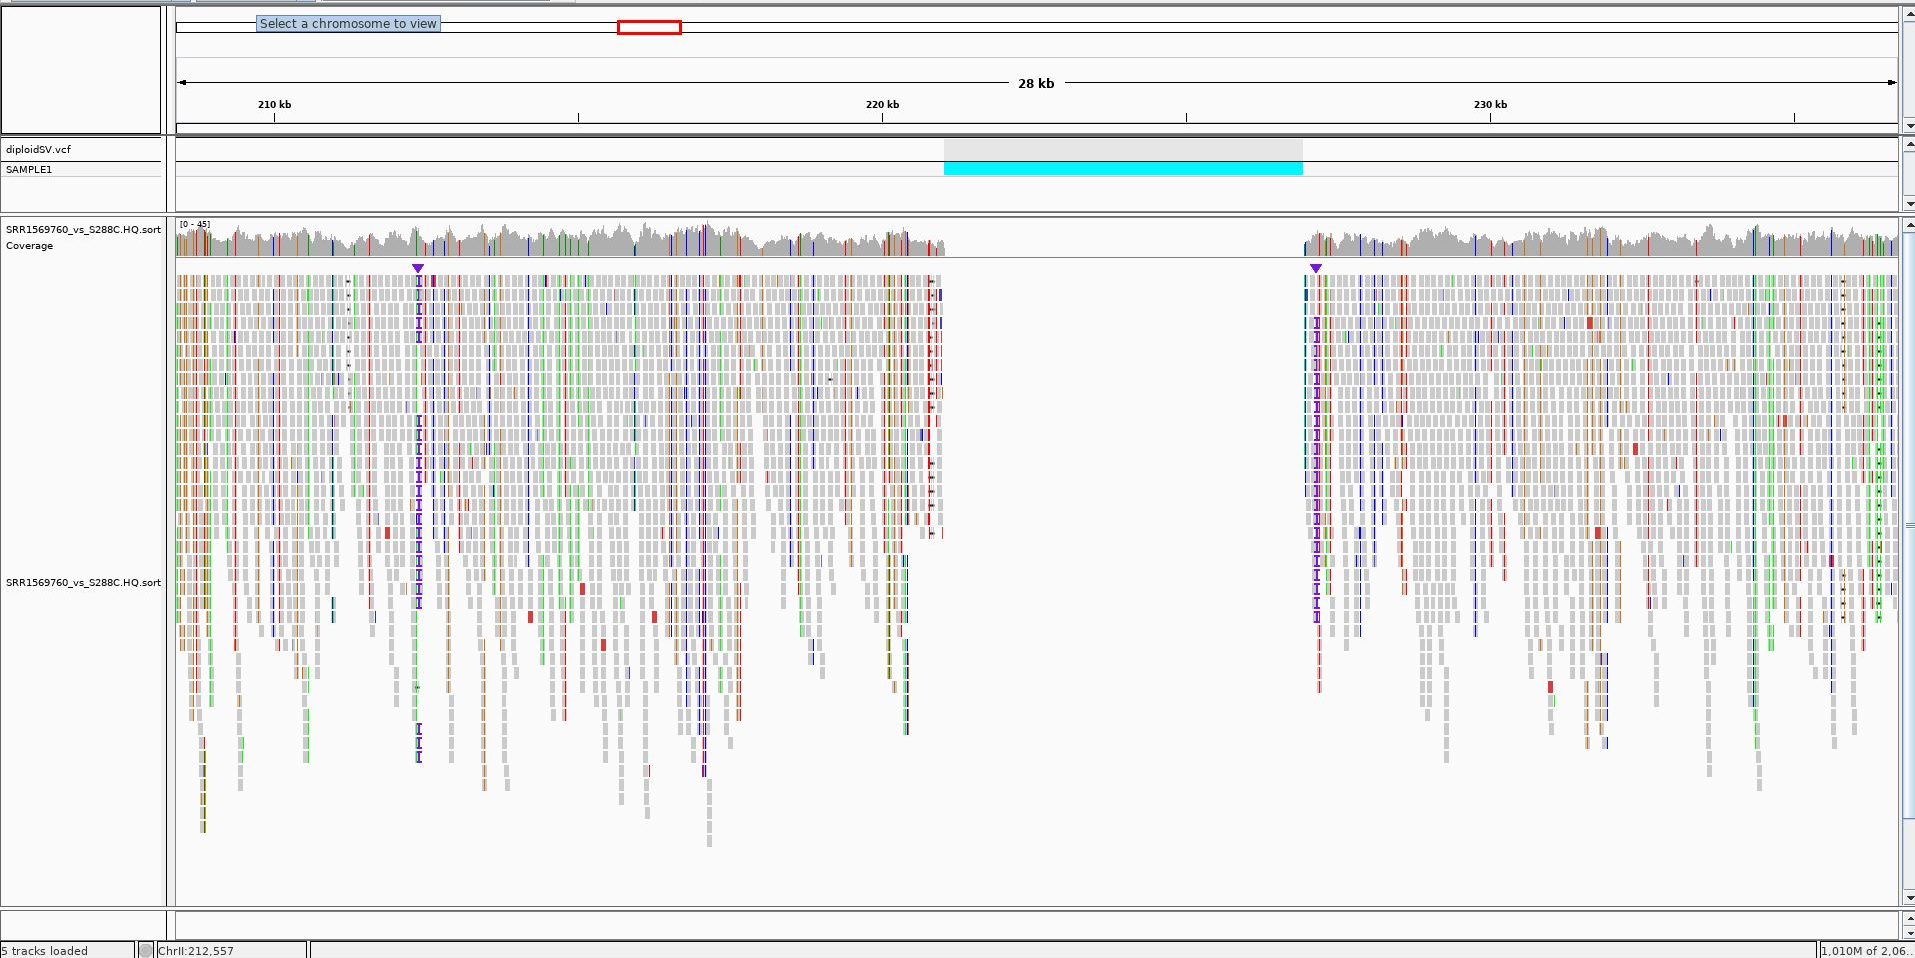 Select a chromosome to view
28 kb
210 kb
220 kb
230 kb
diploidSV.vcf
SAMPLE1
[0 - 45]
SRR1569760_vs_S288C.HQ.sort
Coverage
SRR1569760_vs_S288C.HQ.sort
5 tracks loaded
ChrII:212,557
1,010M of 2,06..